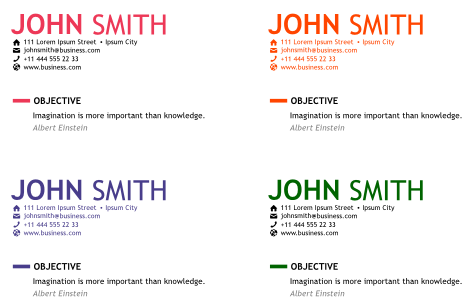 JOHN SMITH
111 Lorem Ipsum Street • Ipsum City
johnsmith@business.com
+11 444 555 22 33
www.business.com
OBJECTIVE
Imagination is more important than knowledge.
Albert Einstein
JOHN SMITH
111 Lorem Ipsum Street • Ipsum City
johnsmith@business.com
+11 444 555 22 33
www.business.com
OBJECTIVE
Imagination is more important than knowledge.
Albert Einstein
JOHN SMITH
111 Lorem Ipsum Street • Ipsum City
johnsmith@business.com
+11 444 555 22 33
www.business.com
OBJECTIVE
Imagination is more important than knowledge.
Albert Einstein
JOHN SMITH
111 Lorem Ipsum Street • Ipsum City
johnsmith@business.com
+11 444 555 22 33
www.business.com
OBJECTIVE
Imagination is more important than knowledge.
Albert Einstein